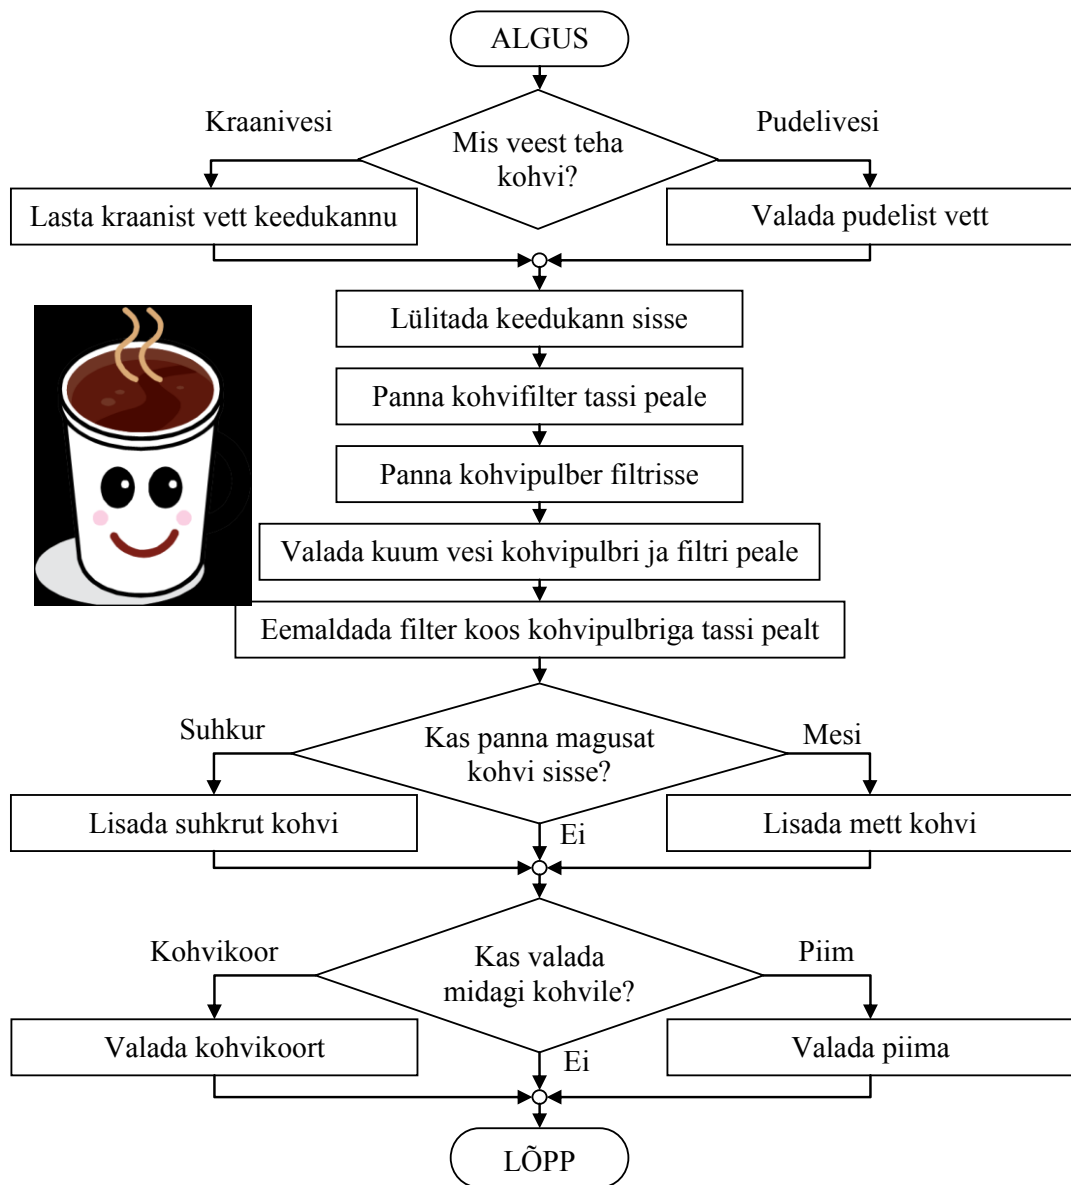 ALGUS
Kraanivesi
Pudelivesi
Mis veest teha
kohvi?
Lasta kraanist vett keedukannu
Valada pudelist vett
Lülitada keedukann sisse
Panna kohvifilter tassi peale
Panna kohvipulber filtrisse
Valada kuum vesi kohvipulbri ja filtri peale
Eemaldada filter koos kohvipulbriga tassi pealt
Suhkur
Kas panna magusat
kohvi sisse?
Mesi
Lisada suhkrut kohvi
Ei
Lisada mett kohvi
Kohvikoor
Kas valada
midagi kohvile?
Piim
Valada kohvikoort
Ei
Valada piima
LÕPP